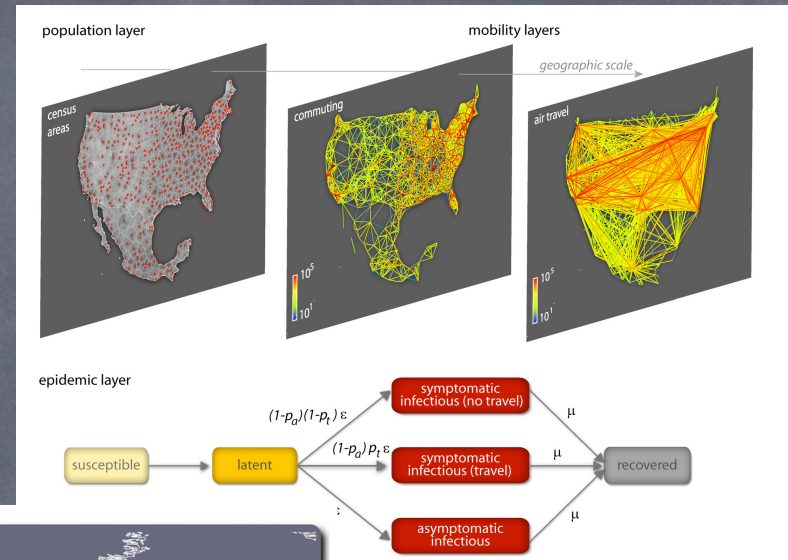 population layer
mobility layers
geographic scale
census
areas
commuting
air travel
10⁵
10¹
10⁵
10¹
epidemic layer
symptomatic
infectious (no travel)
(1-pₐ)(1-pₜ) ε
μ
(1-pₐ) pₜ ε
susceptible
latent
symptomatic
infectious (travel)
μ
recovered
asymptomatic
infectious
μ